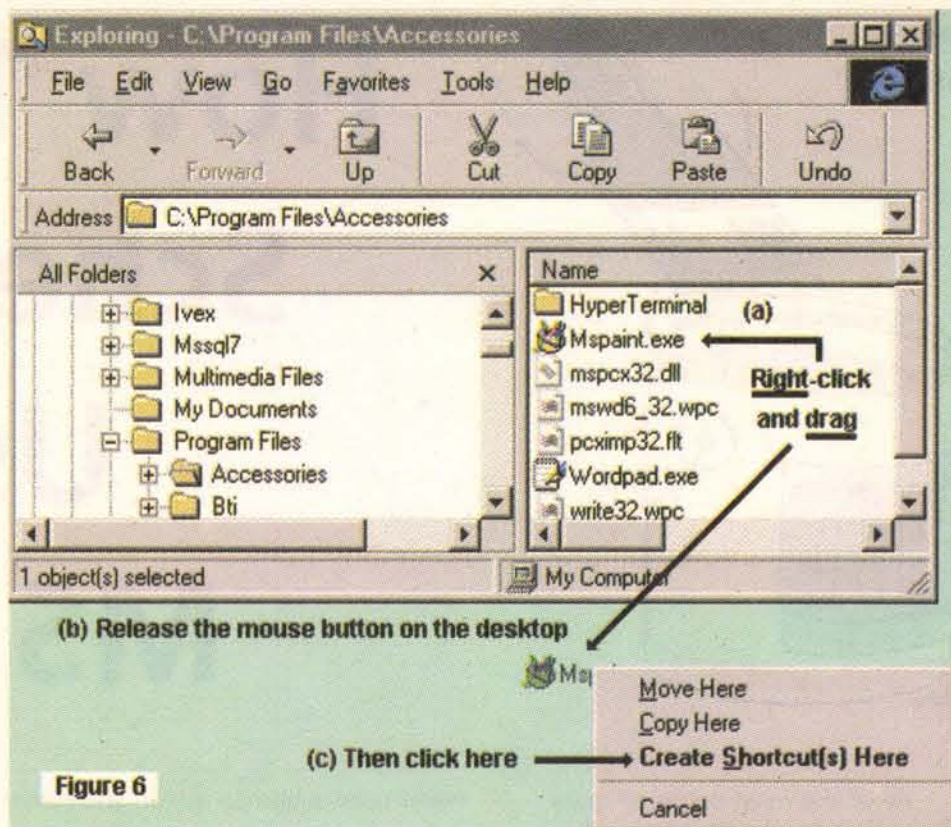 Exploring - C:\Program Files\Accessories
File Edit View Go Favorites Tools Help
Back Forward Up Cut Copy Paste Undo
Address C:\Program Files\Accessories
All Folders
Ivex
Mssql7
Multimedia Files
My Documents
Program Files
Accessories
Bti
Name
HyperTerminal
Mspaint.exe
mspcx32.dll
mswd6_32.wpc
pcximp32.flt
Wordpad.exe
write32.wpc
(a)
Right-click
and drag
1 object(s) selected
My Computer
(b) Release the mouse button on the desktop
Move Here
Copy Here
(c) Then click here
Create Shortcut(s) Here
Cancel
Figure 6